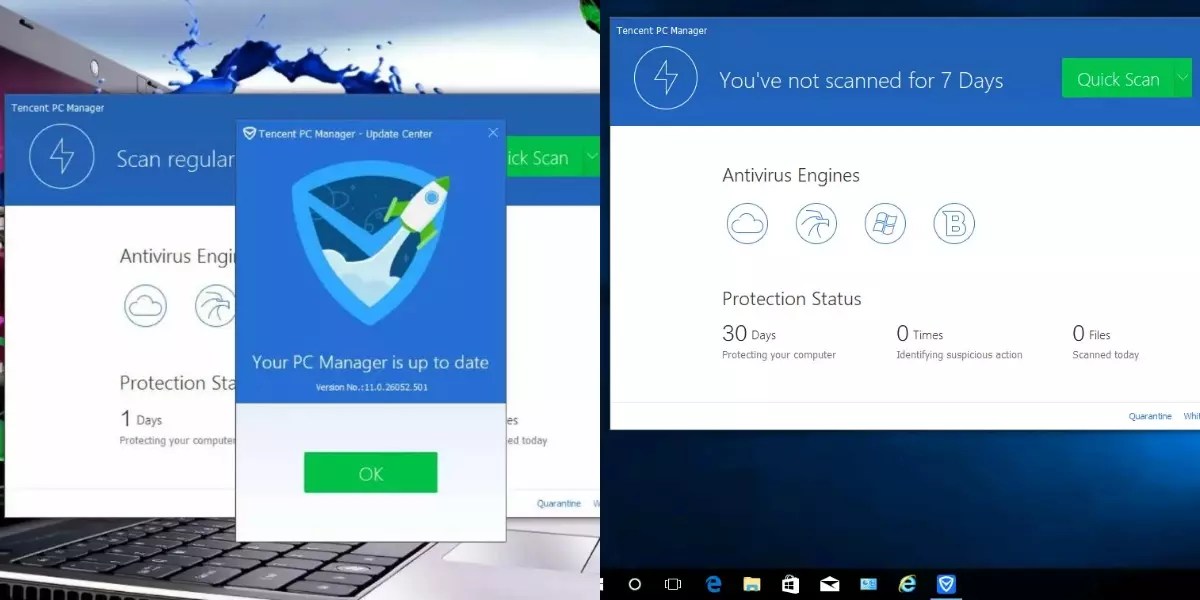 Tencent PC Manager
Scan regular
ick Scan
Tencent PC Manager - Update Center
Your PC Manager is up to date
Version No.:11.0.26052.501
OK
Antivirus Engi
Protection Sta
1 Days
Protecting your computer
es
ed today
Quarantine
Tencent PC Manager
You've not scanned for 7 Days
Quick Scan
Antivirus Engines
B
Protection Status
30 Days
0 Times
0 Files
Protecting your computer
Identifying suspicious action
Scanned today
Quarantine Whit